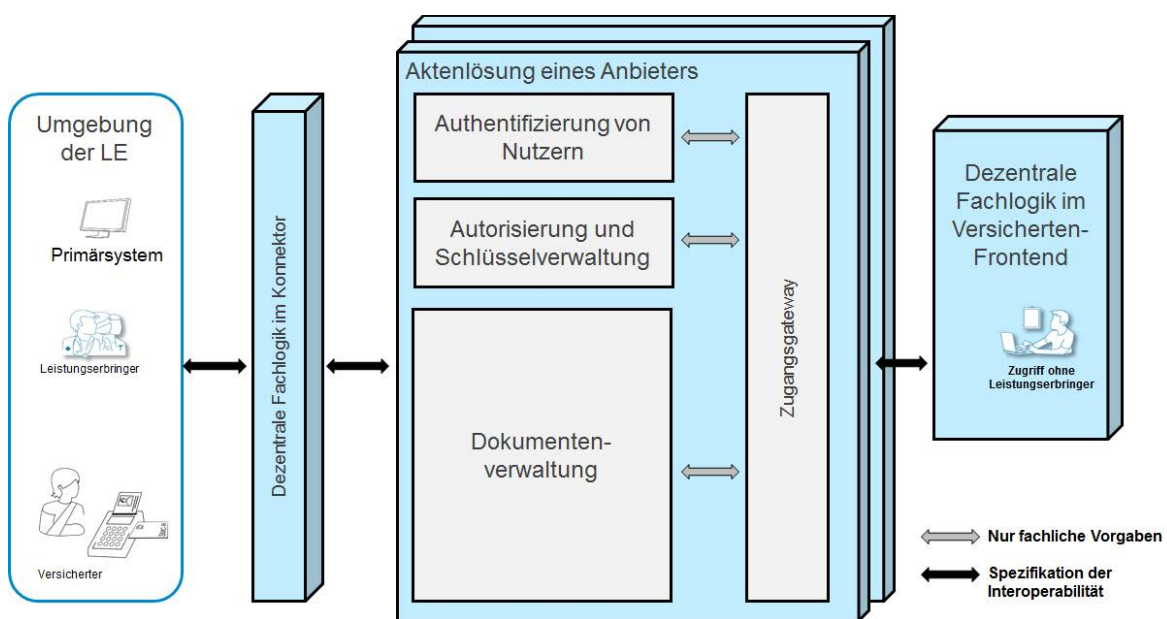 Umgebung
der LE
Primärsystem
Leistungserbringer
Versicherter
Dezentrale Fachlogik im Konnektor
Aktenlösung eines Anbieters
Authentifizierung von
Nutzern
Autorisierung und
Schlüsselverwaltung
Dokumenten-
verwaltung
Zugangsgateway
Dezentrale
Fachlogik im
Versicherten-
Frontend
Zugriff ohne
Leistungserbringer
Nur fachliche Vorgaben
Spezifikation der
Interoperabilität